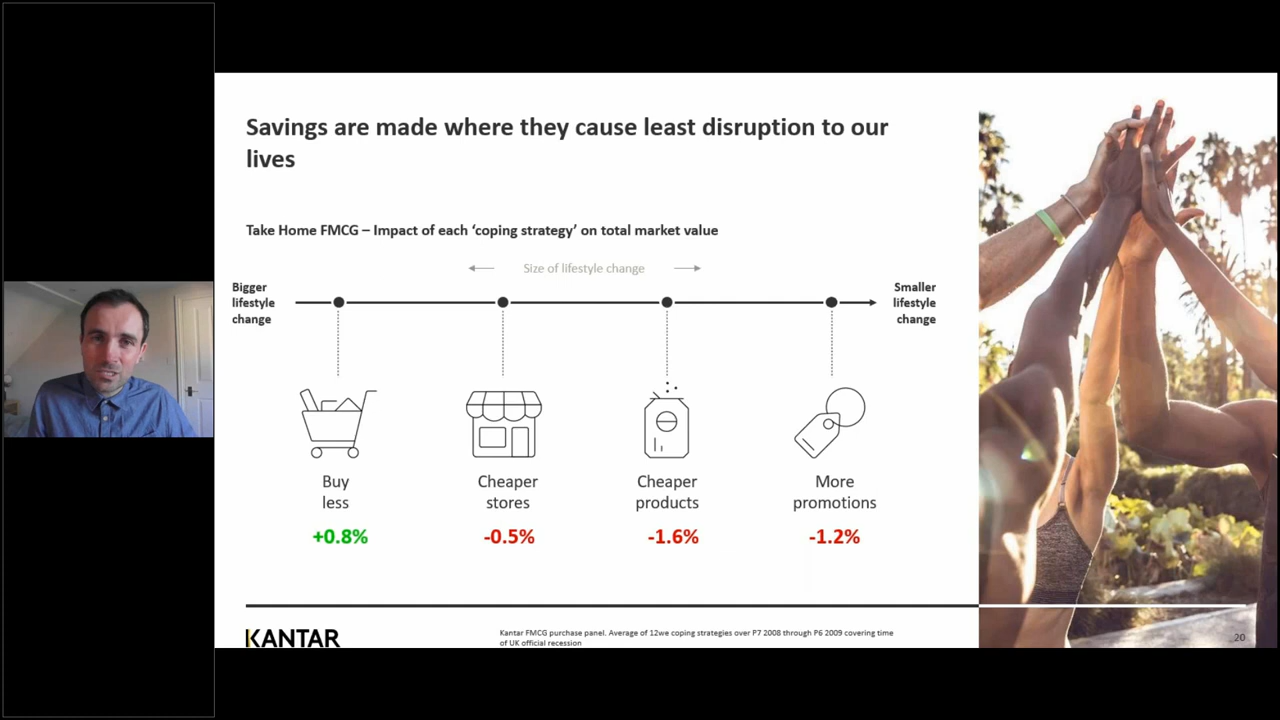 Savings are made where they cause least disruption to our
lives
Take Home FMCG – Impact of each ‘coping strategy’ on total market value
Size of lifestyle change
Bigger
lifestyle
change
Smaller
lifestyle
change
Buy
less
+0.8%
Cheaper
stores
-0.5%
Cheaper
products
-1.6%
More
promotions
-1.2%
KANTAR
Kantar FMCG purchase panel. Average of 12we coping strategies over P7 2008 through P6 2009 covering time
of UK official recession
20